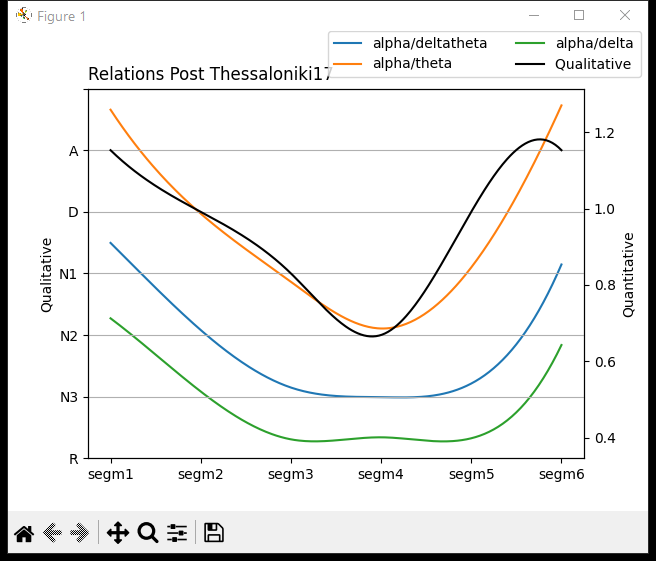 Figure 1
alpha/deltatheta
alpha/theta
alpha/delta
Qualitative
Relations Post Thessaloniki17
A
D
N1
N2
N3
R
Qualitative
1.2
1.0
0.8
0.6
0.4
Quantitative
segm1 segm2 segm3 segm4 segm5 segm6